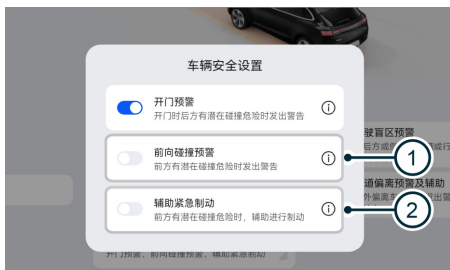 车辆安全设置
开门预警
开门时后方有潜在碰撞危险时发出警告
前向碰撞预警
前方有潜在碰撞危险时发出警告
1
辅助紧急制动
前方有潜在碰撞危险时，辅助进行制动
2
驶盲区预警
后方或
道偏离预警及辅助
外偏离车
开门预警、前向碰撞预警、辅助紧急制动